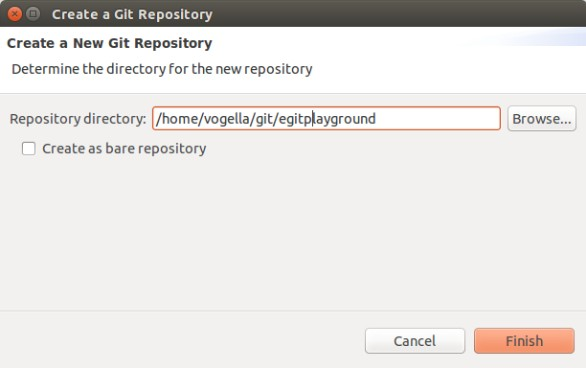 Create a Git Repository
Create a New Git Repository
Determine the directory for the new repository
Repository directory: /home/vogella/git/egitplayground Browse...
Create as bare repository
Cancel Finish